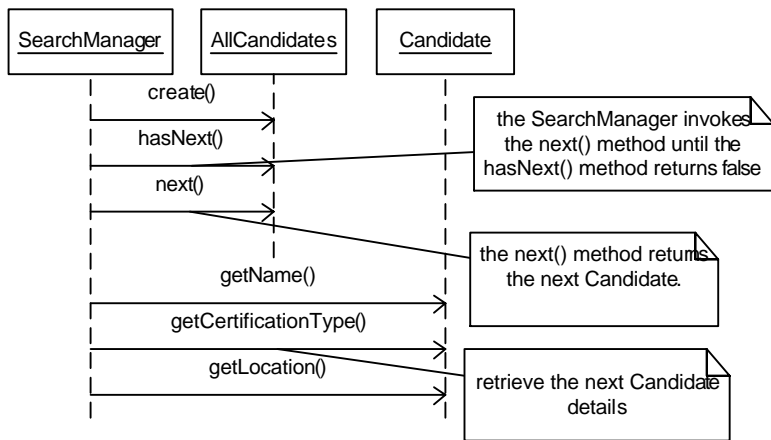 SearchManager
AllCandidates
Candidate
create()
hasNext()
next()
the SearchManager invokes
the next() method until the
hasNext() method returns false
the next() method returns
the next Candidate.
getName()
getCertificationType()
getLocation()
retrieve the next Candidate
details